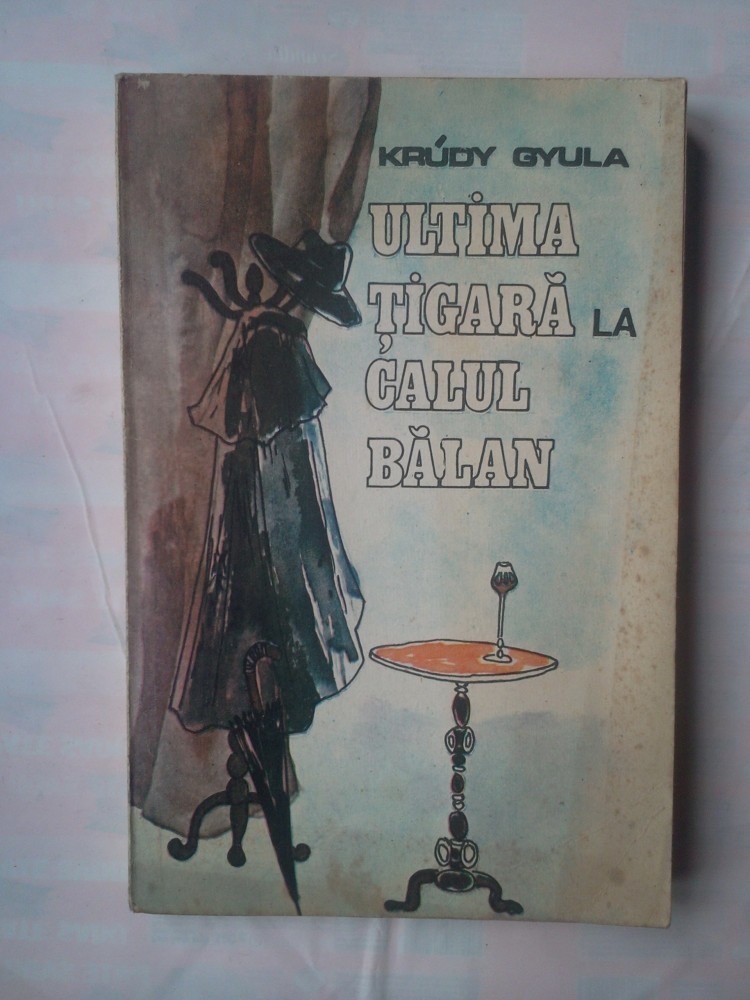 KRÚDY GYULA
ULTIMA
ȚIGARĂ LA
CALUL
BĂLAN